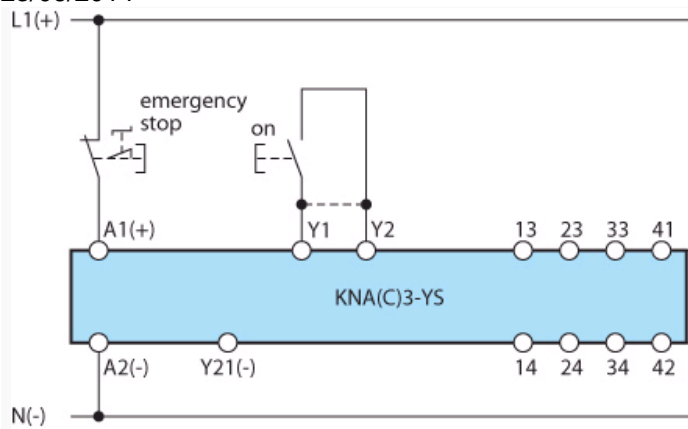 L1(+)
emergency
stop
on
A1(+) Y1 Y2 13 23 33 41
KNA(C)3-YS
A2(-) Y21(-) 14 24 34 42
N(-)